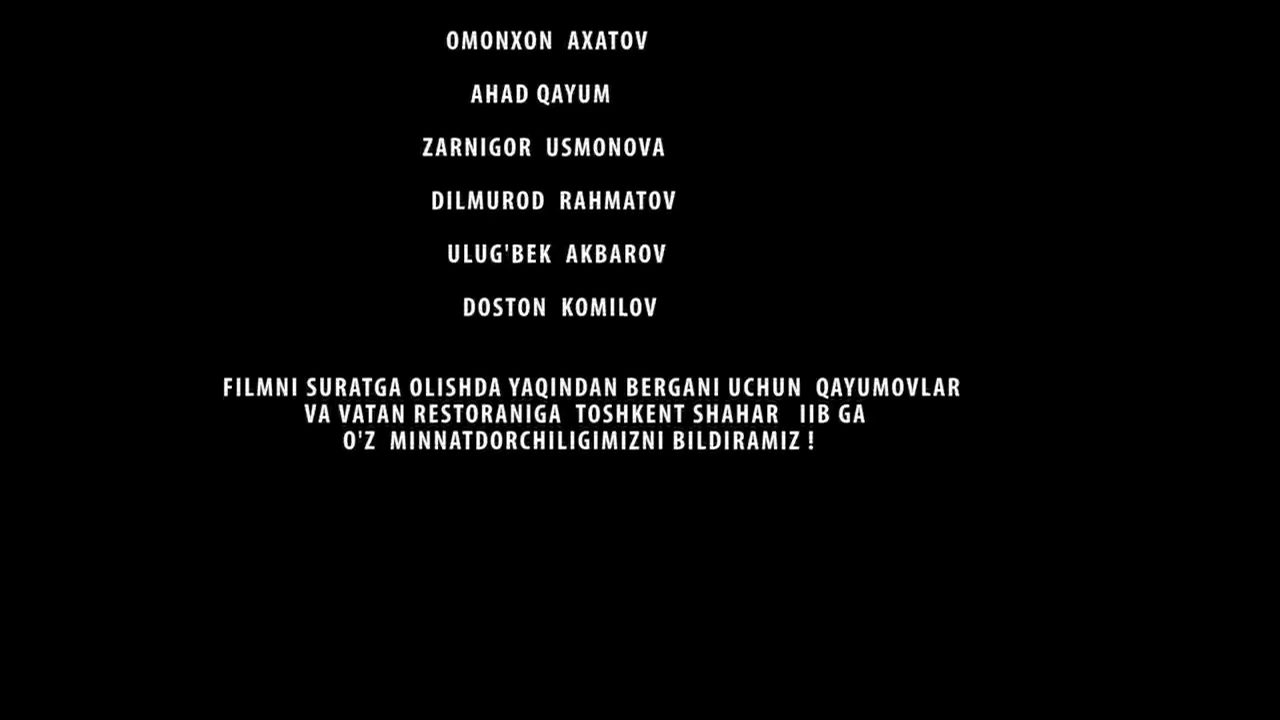 OMONXON AXATOV
AHAD QAYUM
ZARNIGOR USMONOVA
DILMUROD RAHMATOV
ULUG'BEK AKBAROV
DOSTON KOMILOV
FILMNI SURATGA OLISHDA YAQINDAN BERGANI UCHUN QAYUMOVLAR
VA VATAN RESTORANIGA TOSHKENT SHAHAR IIB GA
O'Z MINNATDORCHILIGIMIZNI BILDIRAMIZ !